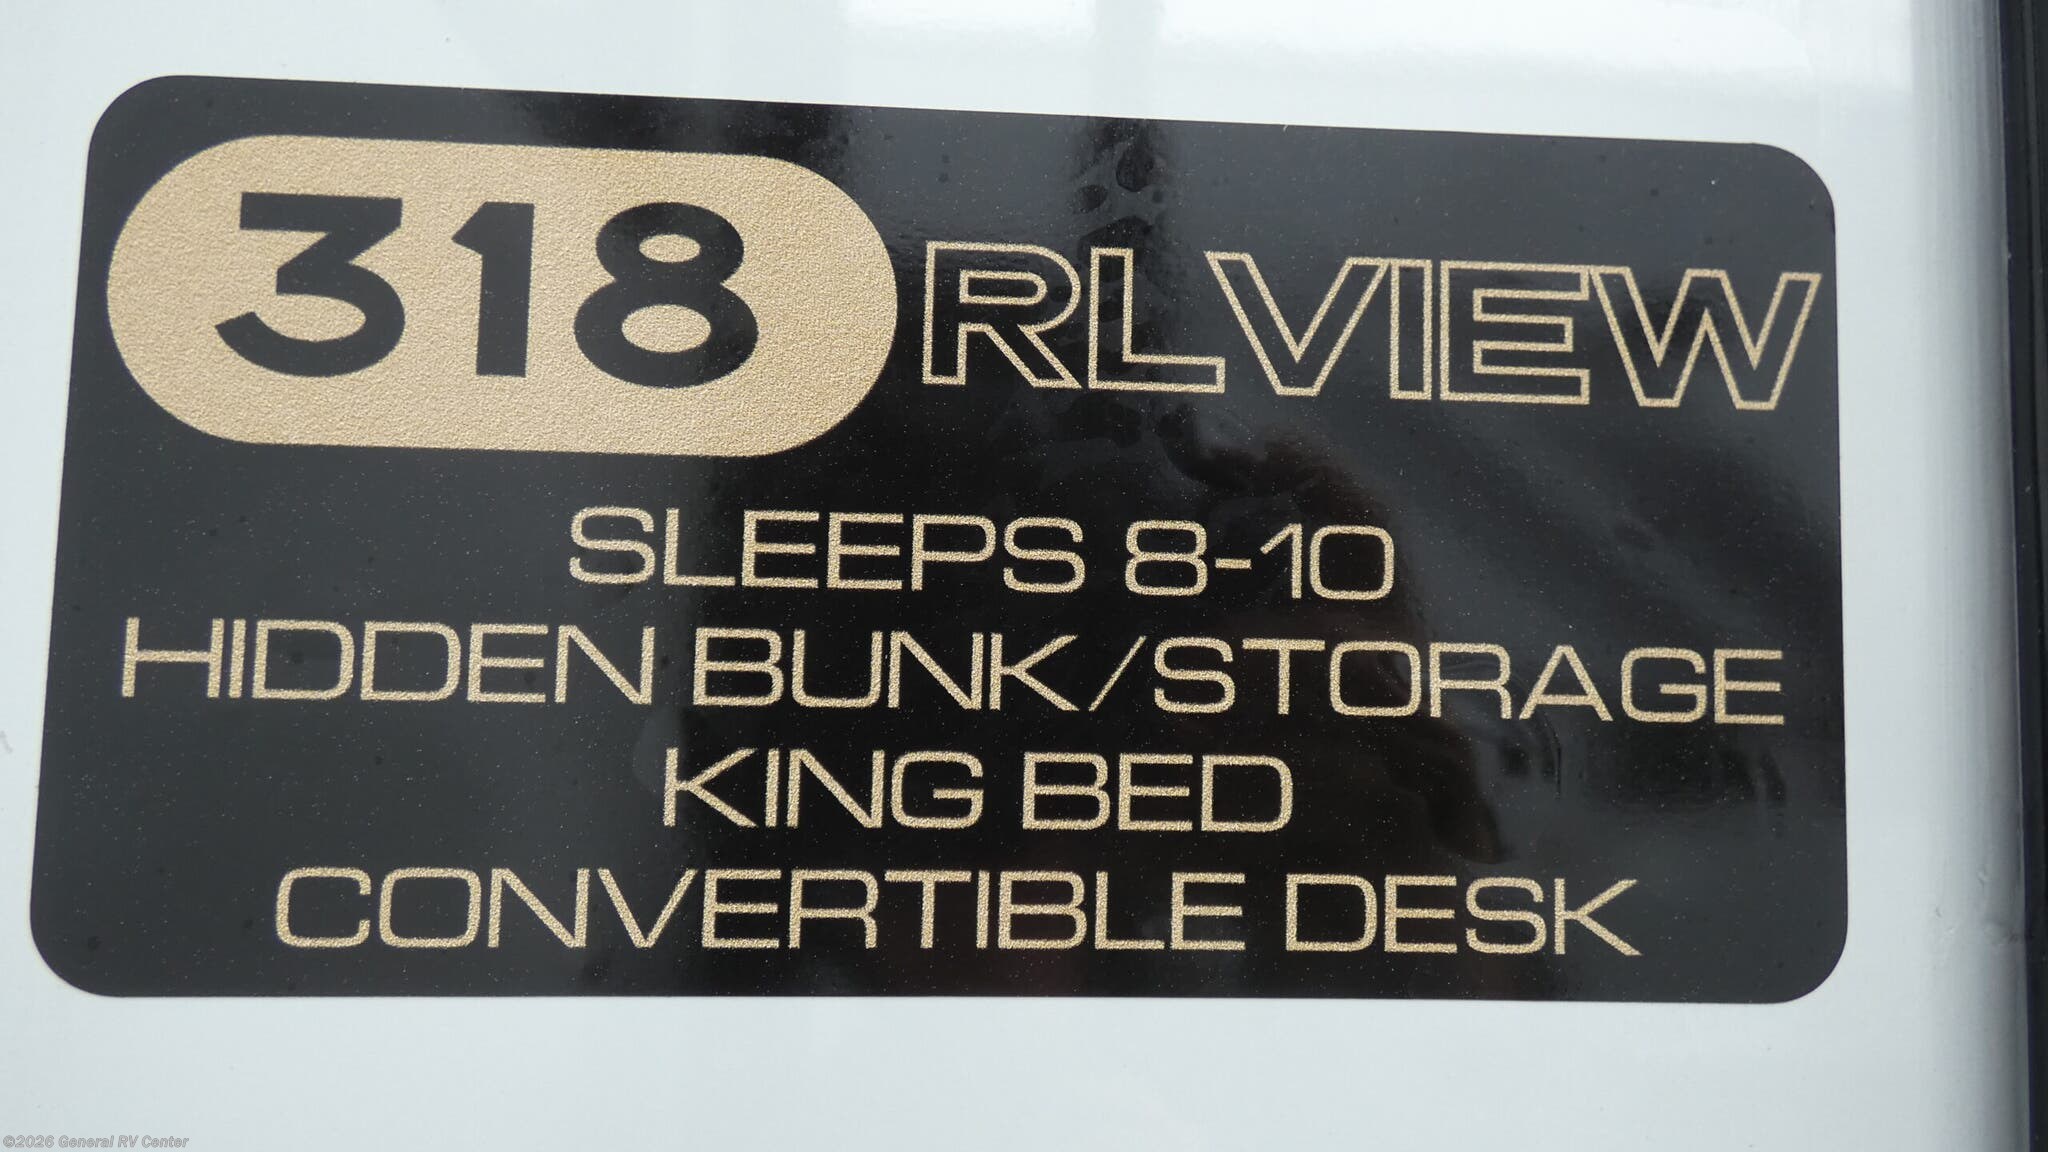 318 RLVIEW
SLEEPS 8-10
HIDDEN BUNK/STORAGE
KING BED
CONVERTIBLE DESK
©2026 General RV Center